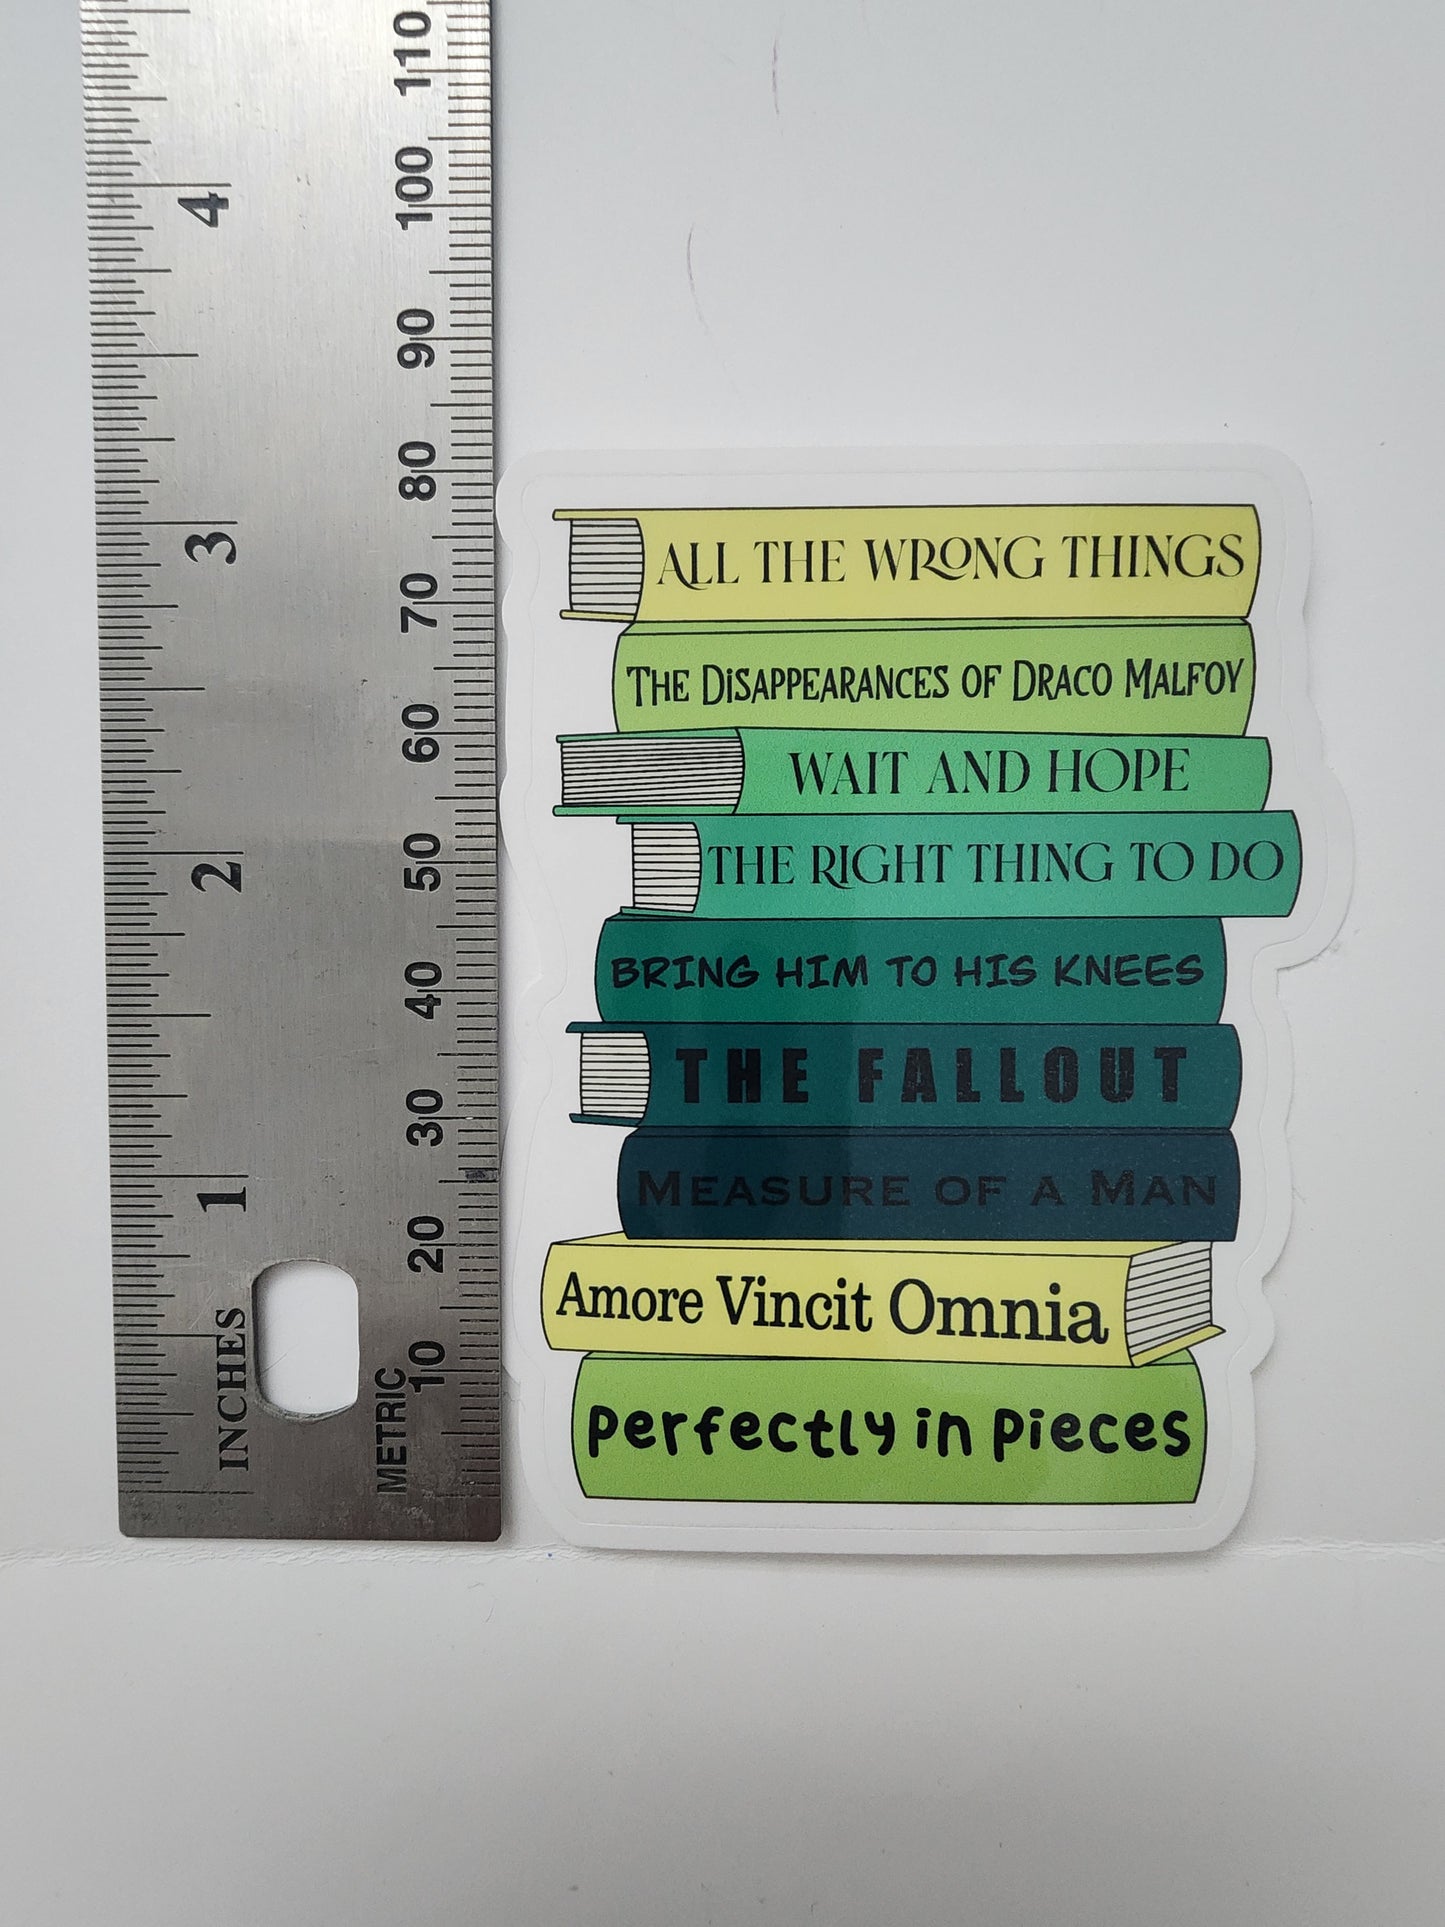 110
100
90
80
70
60
50
40
30
20
10
METRIC
4
3
2
1
INCHES
ALL THE WRONG THINGS
THE DISAPPEARANCES OF DRACO MALFOY
WAIT AND HOPE
THE RIGHT THING TO DO
BRING HIM TO HIS KNEES
THE FALLOUT
MEASURE OF A MAN
Amore Vincit Omnia
perfectly in pieces